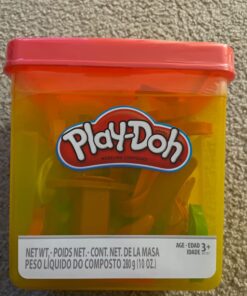 Play-Doh
NET WT. - POIDS NET. - CONT. NET. DE LA MASA
PESO LÍQUIDO DO COMPOSTO 280 g (10 OZ.)
AGE - EDAD 3+
IDADE